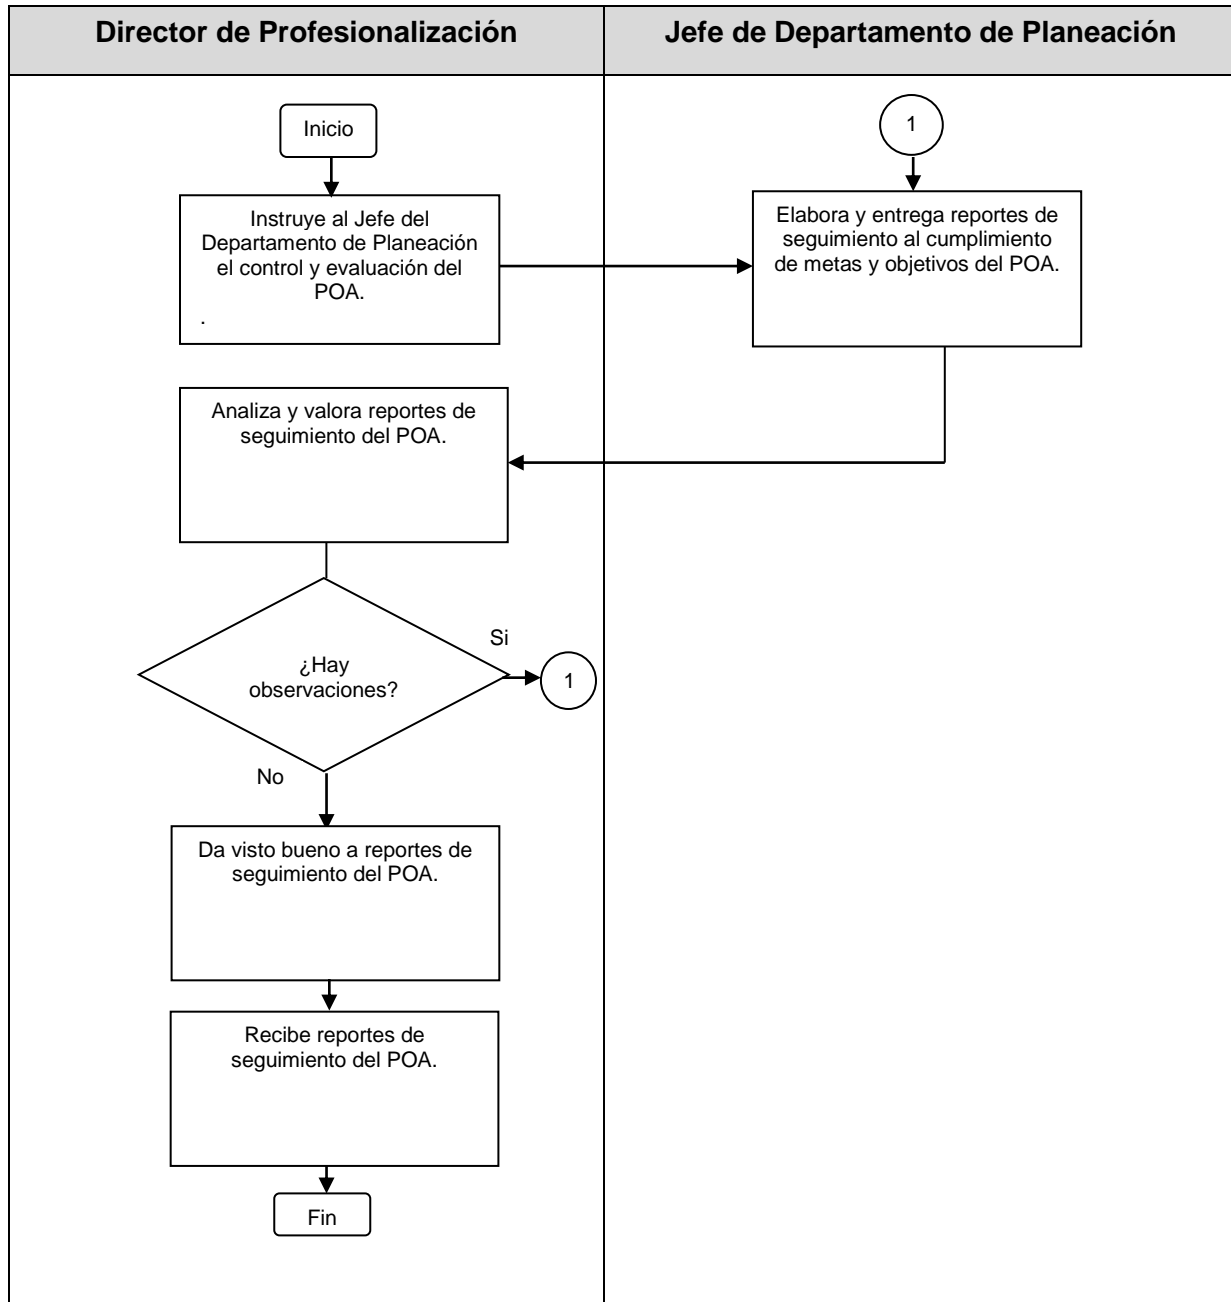 Director de Profesionalización
Jefe de Departamento de Planeación
Inicio
1
Instruye al Jefe del
Departamento de Planeación
el control y evaluación del
POA.
.
Elabora y entrega reportes de
seguimiento al cumplimiento
de metas y objetivos del POA.
Analiza y valora reportes de
seguimiento del POA.
¿Hay
observaciones?
Si
1
No
Da visto bueno a reportes de
seguimiento del POA.
Recibe reportes de
seguimiento del POA.
Fin